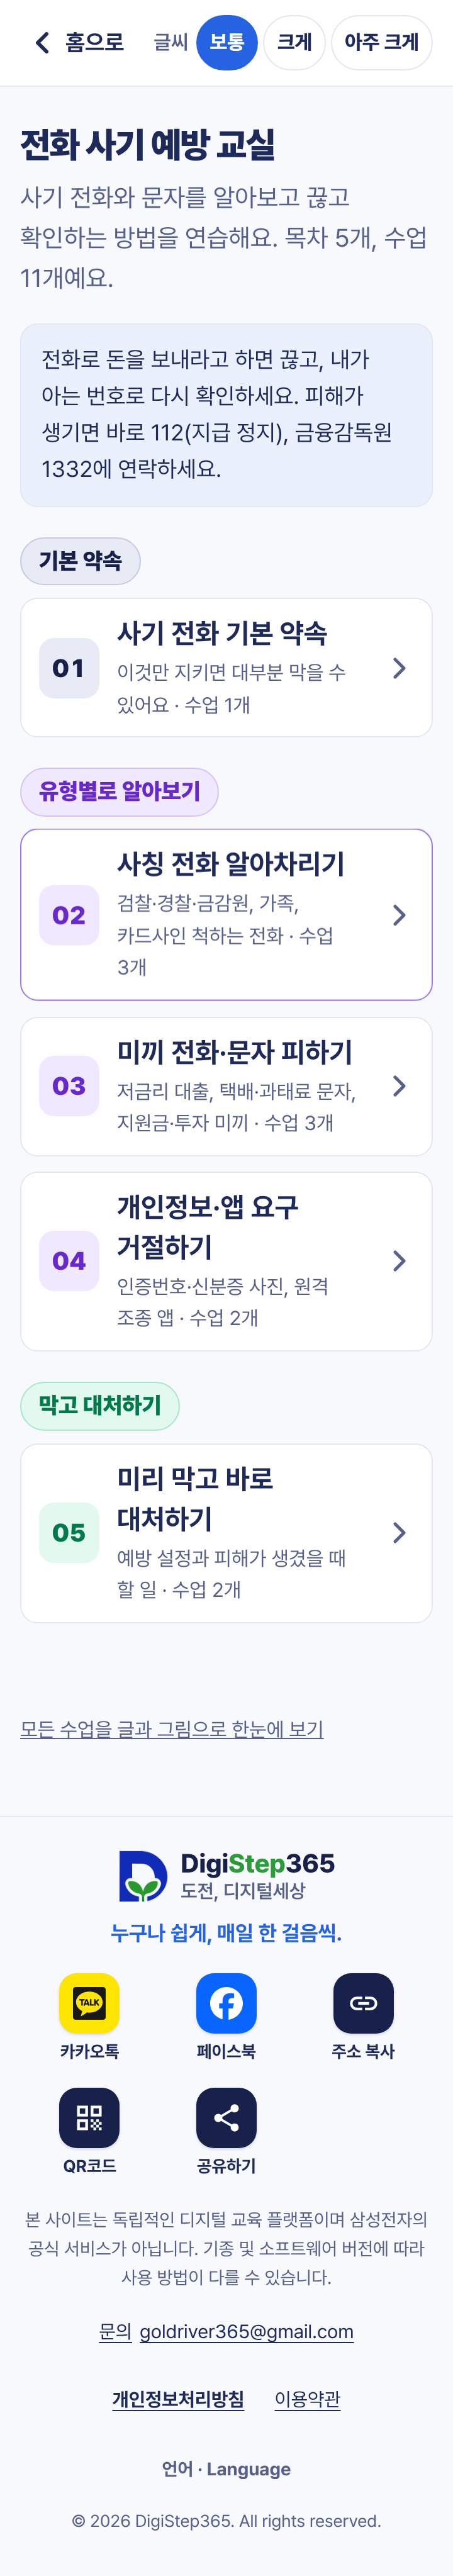 홈으로
글씨
보통
크게
아주 크게
전화 사기 예방 교실
사기 전화와 문자를 알아보고 끊고
확인하는 방법을 연습해요. 목차 5개, 수업
11개예요.
전화로 돈을 보내라고 하면 끊고, 내가
아는 번호로 다시 확인하세요. 피해가
생기면 바로 112(지급 정지), 금융감독원
1332에 연락하세요.
기본 약속
01
사기 전화 기본 약속
이것만 지키면 대부분 막을 수
있어요 · 수업 1개
유형별로 알아보기
02
사칭 전화 알아차리기
검찰·경찰·금감원, 가족,
카드사인 척하는 전화 · 수업
3개
03
미끼 전화·문자 피하기
저금리 대출, 택배·과태료 문자,
지원금·투자 미끼 · 수업 3개
04
개인정보·앱 요구
거절하기
인증번호·신분증 사진, 원격
조종 앱 · 수업 2개
막고 대처하기
05
미리 막고 바로
대처하기
예방 설정과 피해가 생겼을 때
할 일 · 수업 2개
모든 수업을 글과 그림으로 한눈에 보기
DigiStep365
도전, 디지털세상
누구나 쉽게, 매일 한 걸음씩.
TALK
카카오톡
페이스북
주소 복사
QR코드
공유하기
본 사이트는 독립적인 디지털 교육 플랫폼이며 삼성전자의
공식 서비스가 아닙니다. 기종 및 소프트웨어 버전에 따라
사용 방법이 다를 수 있습니다.
문의 goldriver365@gmail.com
개인정보처리방침
이용약관
언어 · Language
© 2026 DigiStep365. All rights reserved.